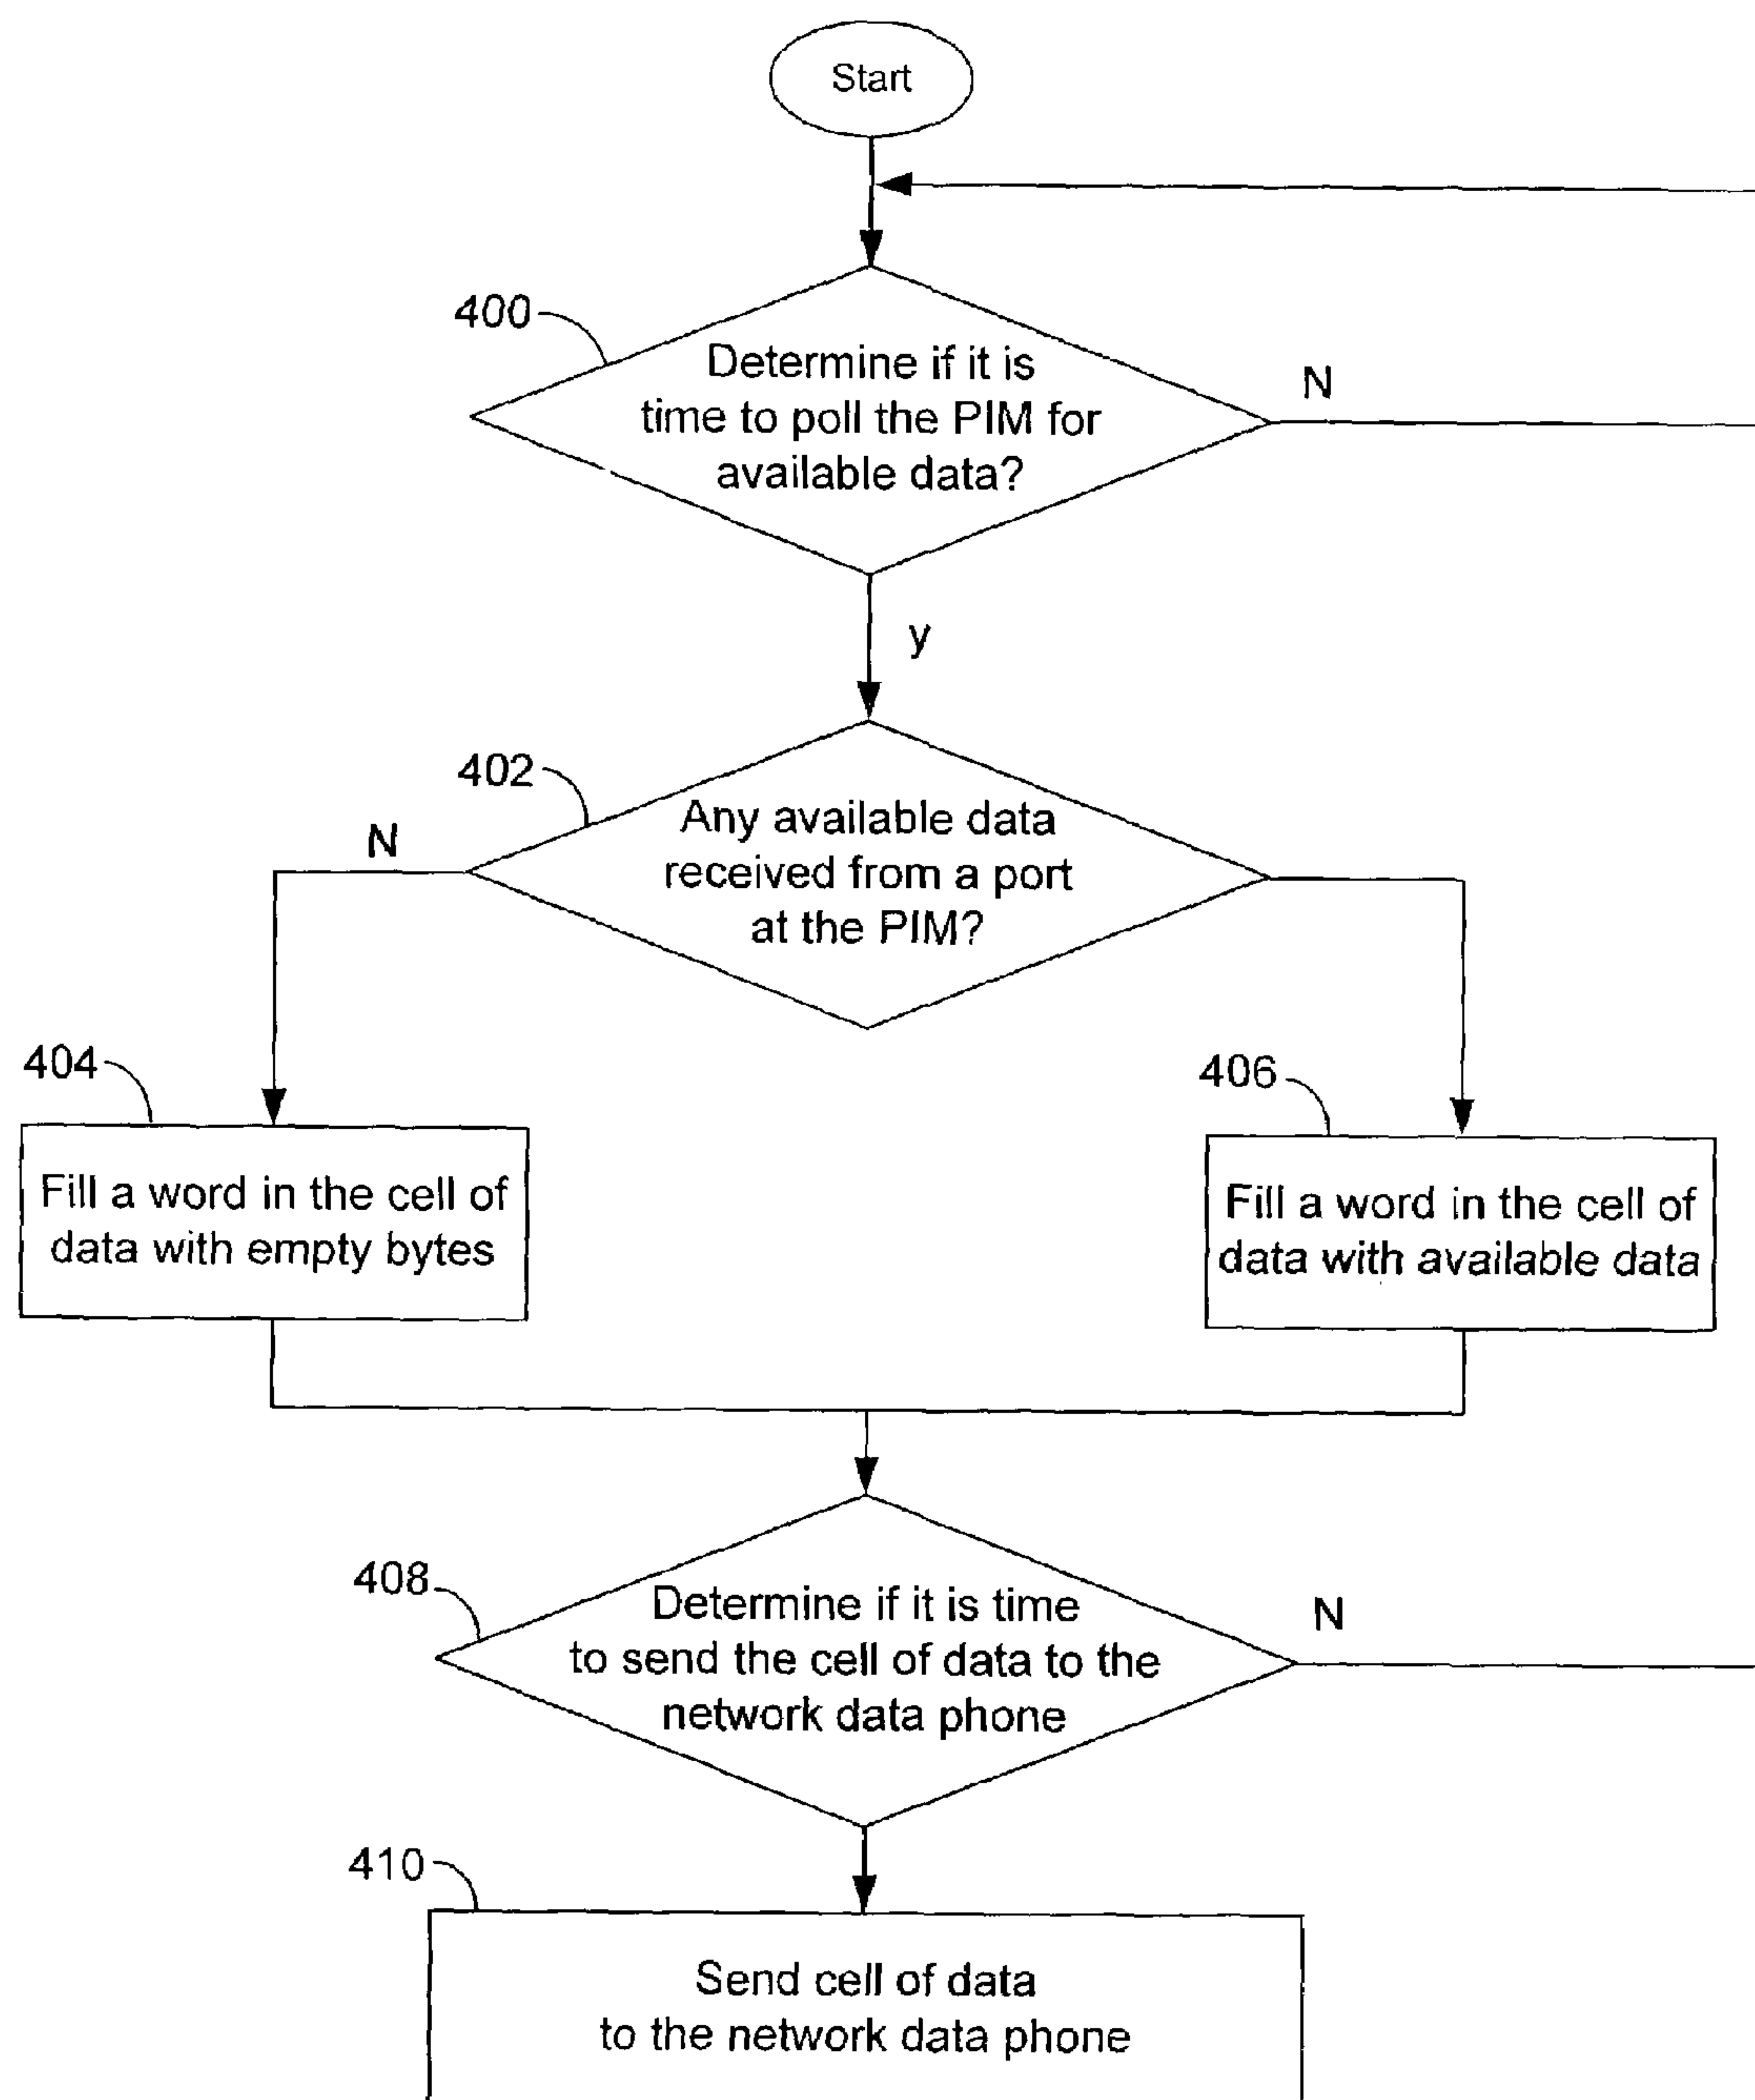 Start
400
Determine if it is
time to poll the PIM for
available data?
N
y
402
Any available data
received from a port
at the PIM?
N
404
Fill a word in the cell of
data with empty bytes
406
Fill a word in the cell of
data with available data
408
Determine if it is time
to send the cell of data to the
network data phone
N
410
Send cell of data
to the network data phone